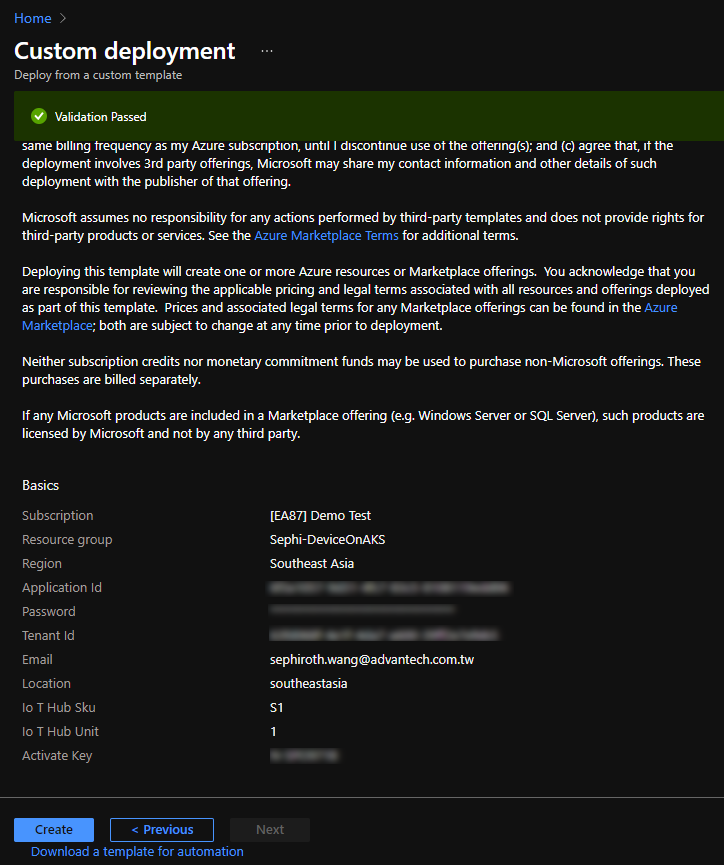 Home >
Custom deployment ...
Deploy from a custom template
Validation Passed
same billing frequency as my Azure subscription, until I discontinue use of the offering(s); and (c) agree that, if the
deployment involves 3rd party offerings, Microsoft may share my contact information and other details of such
deployment with the publisher of that offering.
Microsoft assumes no responsibility for any actions performed by third-party templates and does not provide rights for
third-party products or services. See the Azure Marketplace Terms for additional terms.
Deploying this template will create one or more Azure resources or Marketplace offerings.  You acknowledge that you
are responsible for reviewing the applicable pricing and legal terms associated with all resources and offerings deployed
as part of this template.  Prices and associated legal terms for any Marketplace offerings can be found in the Azure
Marketplace; both are subject to change at any time prior to deployment.
Neither subscription credits nor monetary commitment funds may be used to purchase non-Microsoft offerings. These
purchases are billed separately.
If any Microsoft products are included in a Marketplace offering (e.g. Windows Server or SQL Server), such products are
licensed by Microsoft and not by any third party.
Basics
Subscription [EA87] Demo Test
Resource group Sephi-DeviceOnAKS
Region Southeast Asia
Application Id
Password
Tenant Id
Email sephiroth.wang@advantech.com.tw
Location southeastasia
Io T Hub Sku S1
Io T Hub Unit 1
Activate Key
Create < Previous Next
Download a template for automation